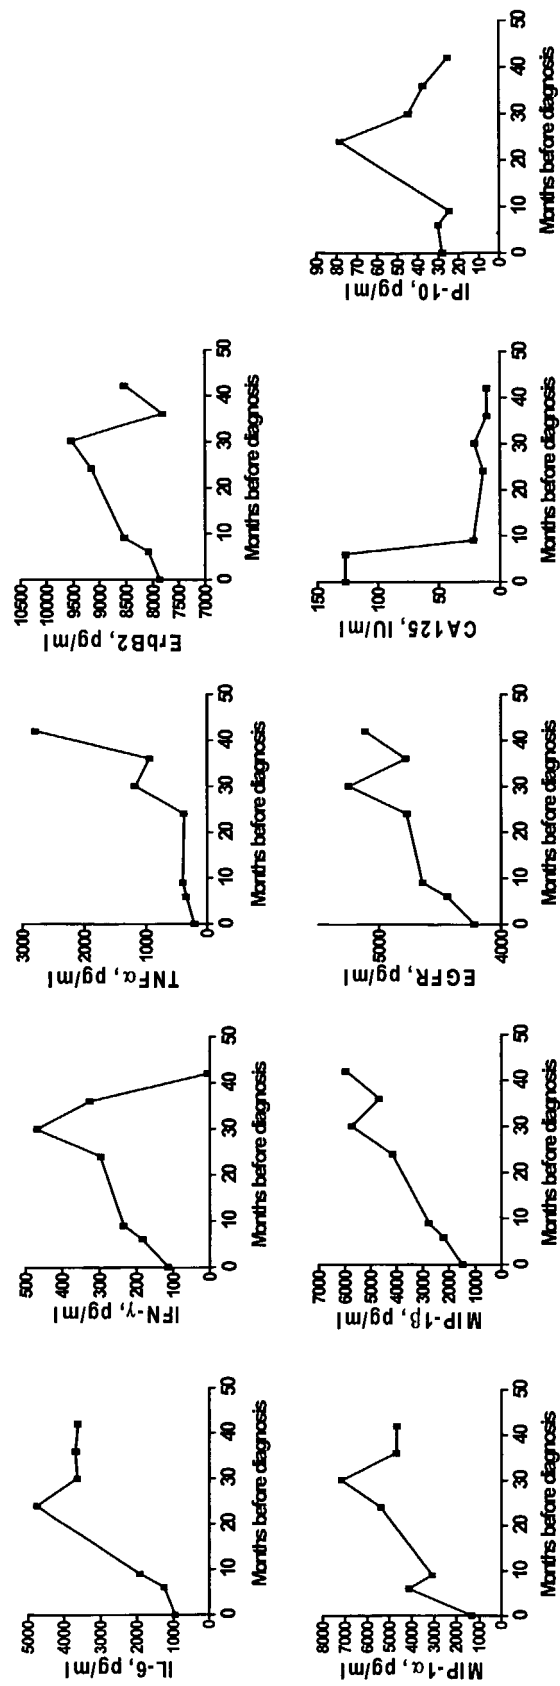 IL-6, pg/ml
5000
4000
3000
2000
1000
0
0 10 20 30 40 50
Months before diagnosis
IFN-γ, pg/ml
500
400
300
200
100
0
0 10 20 30 40 50
Months before diagnosis
TNFα, pg/ml
3000
2000
1000
0
0 10 20 30 40 50
Months before diagnosis
ErbB2, pg/ml
10500
10000
9500
9000
8500
8000
7500
7000
0 10 20 30 40 50
Months before diagnosis
MIP-1α, pg/ml
8000
7000
6000
5000
4000
3000
2000
1000
0
0 10 20 30 40 50
Months before diagnosis
MIP-1β, pg/ml
7000
6000
5000
4000
3000
2000
1000
0
0 10 20 30 40 50
Months before diagnosis
EGFR, pg/ml
5000
4000
0 10 20 30 40 50
Months before diagnosis
CA125, IU/ml
150
100
50
0
0 10 20 30 40 50
Months before diagnosis
IP-10, pg/ml
90
80
70
60
50
40
30
20
10
0
0 10 20 30 40 50
Months before diagnosis